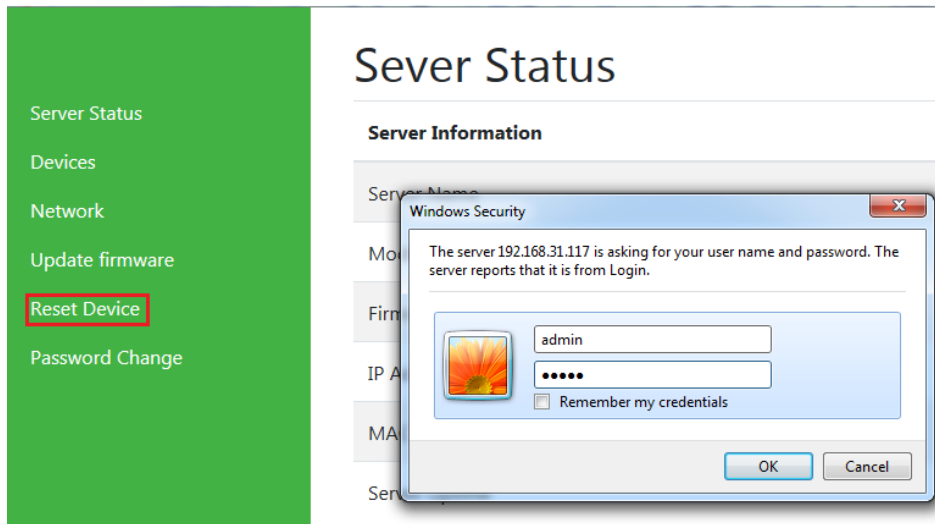 Sever Status
Server Status
Server Information
Devices
Network
Windows Security
The server 192.168.31.117 is asking for your user name and password. The
server reports that it is from Login.
Update firmware
Reset Device
admin
•••••
Remember my credentials
Password Change
IP A
MA
OK
Cancel